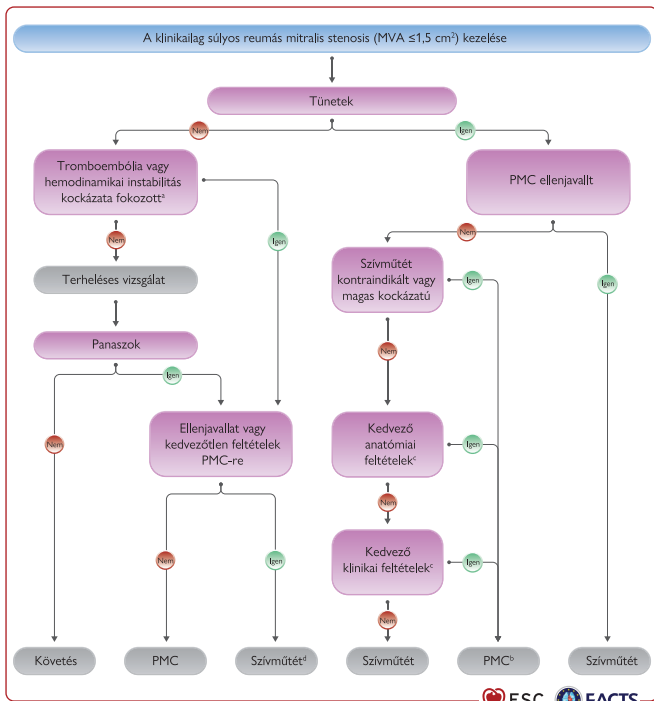 A klinikailag súlyos reumás mitralis stenosis (MVA ≤1,5 cm²) kezelése
Tünetek
Nem
Igen
Tromboembólia vagy
hemodinamikai instabilitás
kockázata fokozottᵃ
PMC ellenjavallt
Nem
Igen
Nem
Igen
Terheléses vizsgálat
Szívműtét
kontraindikált vagy
magas kockázatú
Igen
Panaszok
Nem
Igen
Nem
Ellenjavallat vagy
kedvezőtlen feltételek
PMC-re
Kedvező
anatómiai
feltételekᶜ
Igen
Nem
Nem
Igen
Kedvező
klinikai feltételekᶜ
Igen
Nem
Követés
PMC
Szívműtétᵈ
Szívműtét
PMCᵇ
Szívműtét
ESC
EACTS